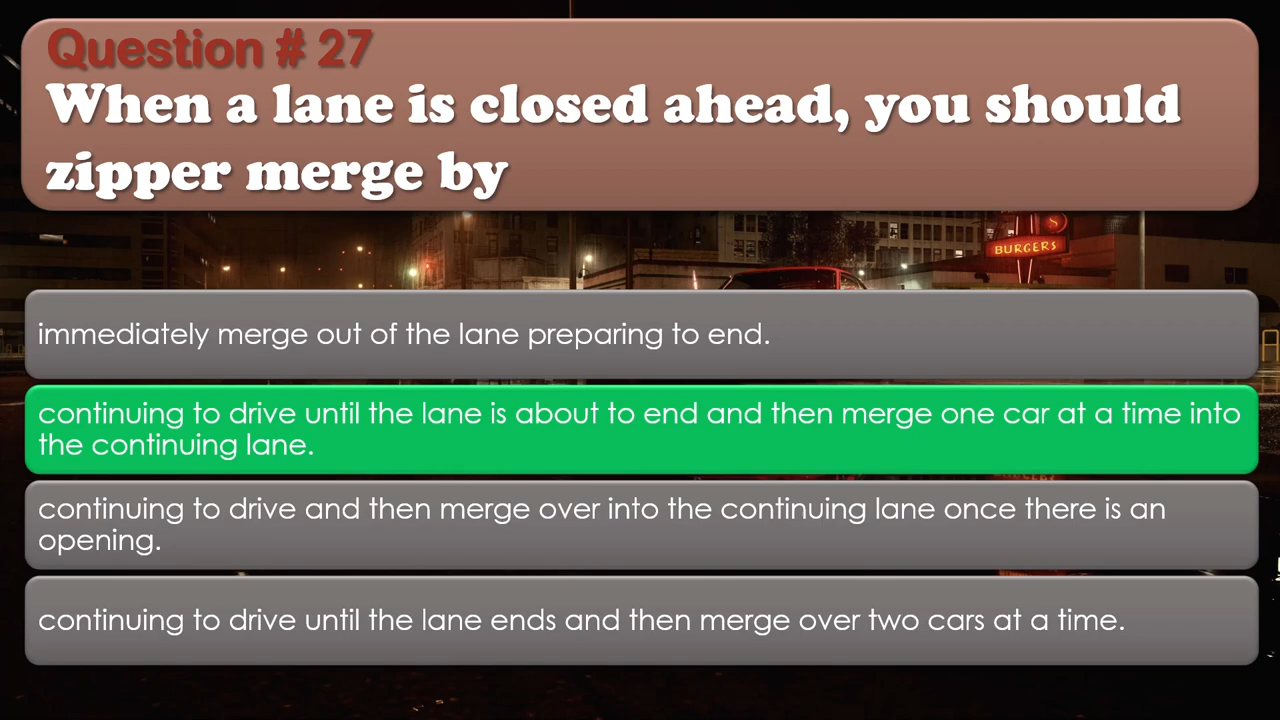 Question # 27
When a lane is closed ahead, you should
zipper merge by
BURGERS
immediately merge out of the lane preparing to end.
continuing to drive until the lane is about to end and then merge one car at a time into
the continuing lane.
continuing to drive and then merge over into the continuing lane once there is an
opening.
continuing to drive until the lane ends and then merge over two cars at a time.